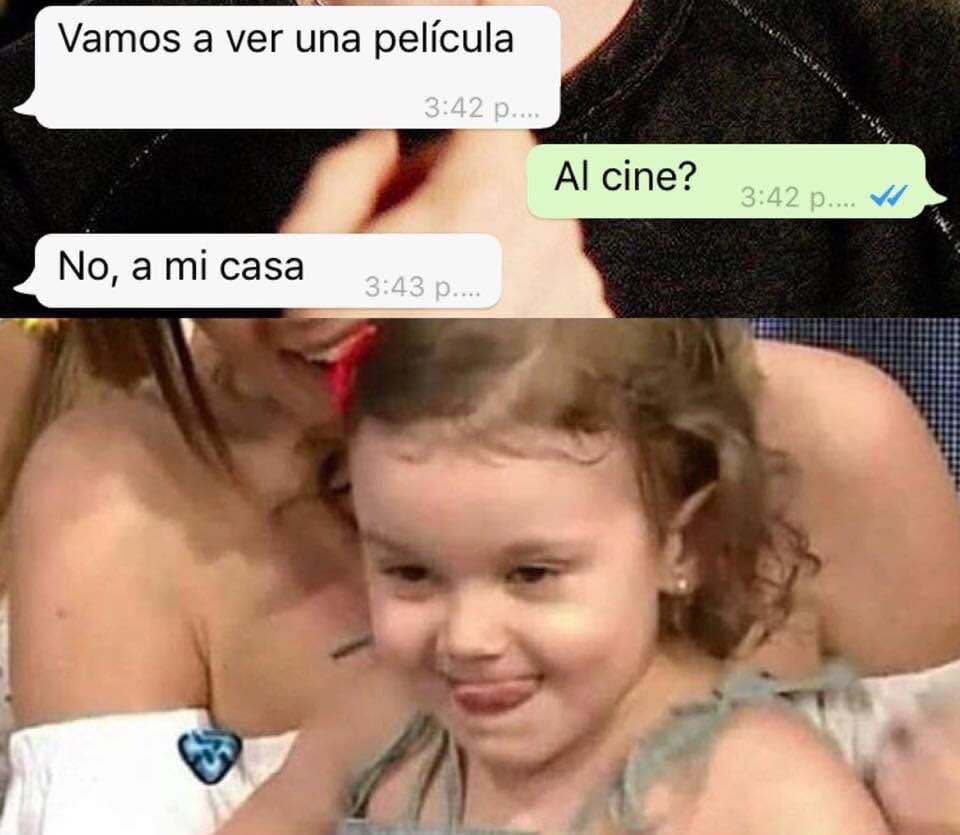 Vamos a ver una película
3:42 p....
Al cine?
3:42 p....
No, a mi casa
3:43 p....